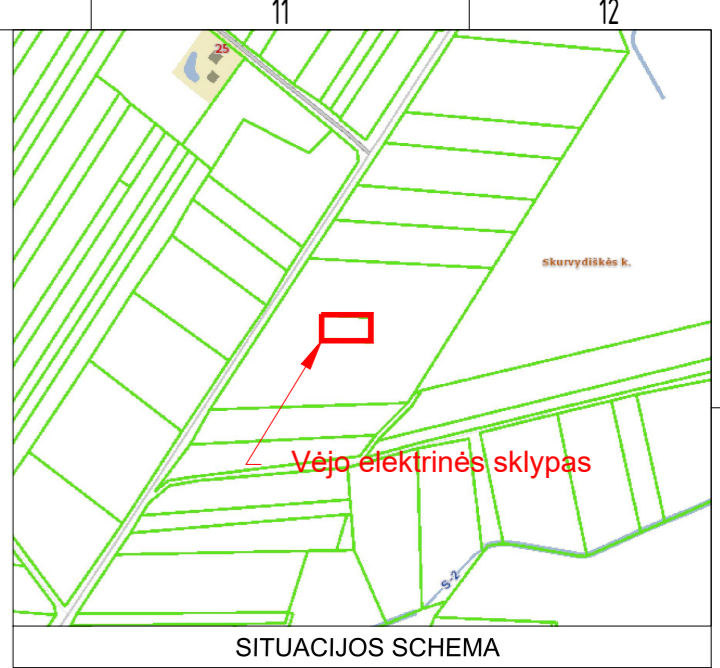 11
12
25
Skurvydiškės k.
Vėjo elektrinės sklypas
S-2
SITUACIJOS SCHEMA